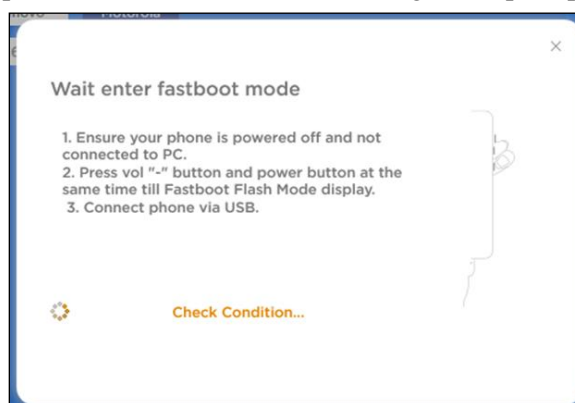 Motorola
Wait enter fastboot mode
1. Ensure your phone is powered off and not
connected to PC.
2. Press vol "-" button and power button at the
same time till Fastboot Flash Mode display.
3. Connect phone via USB.
Check Condition...